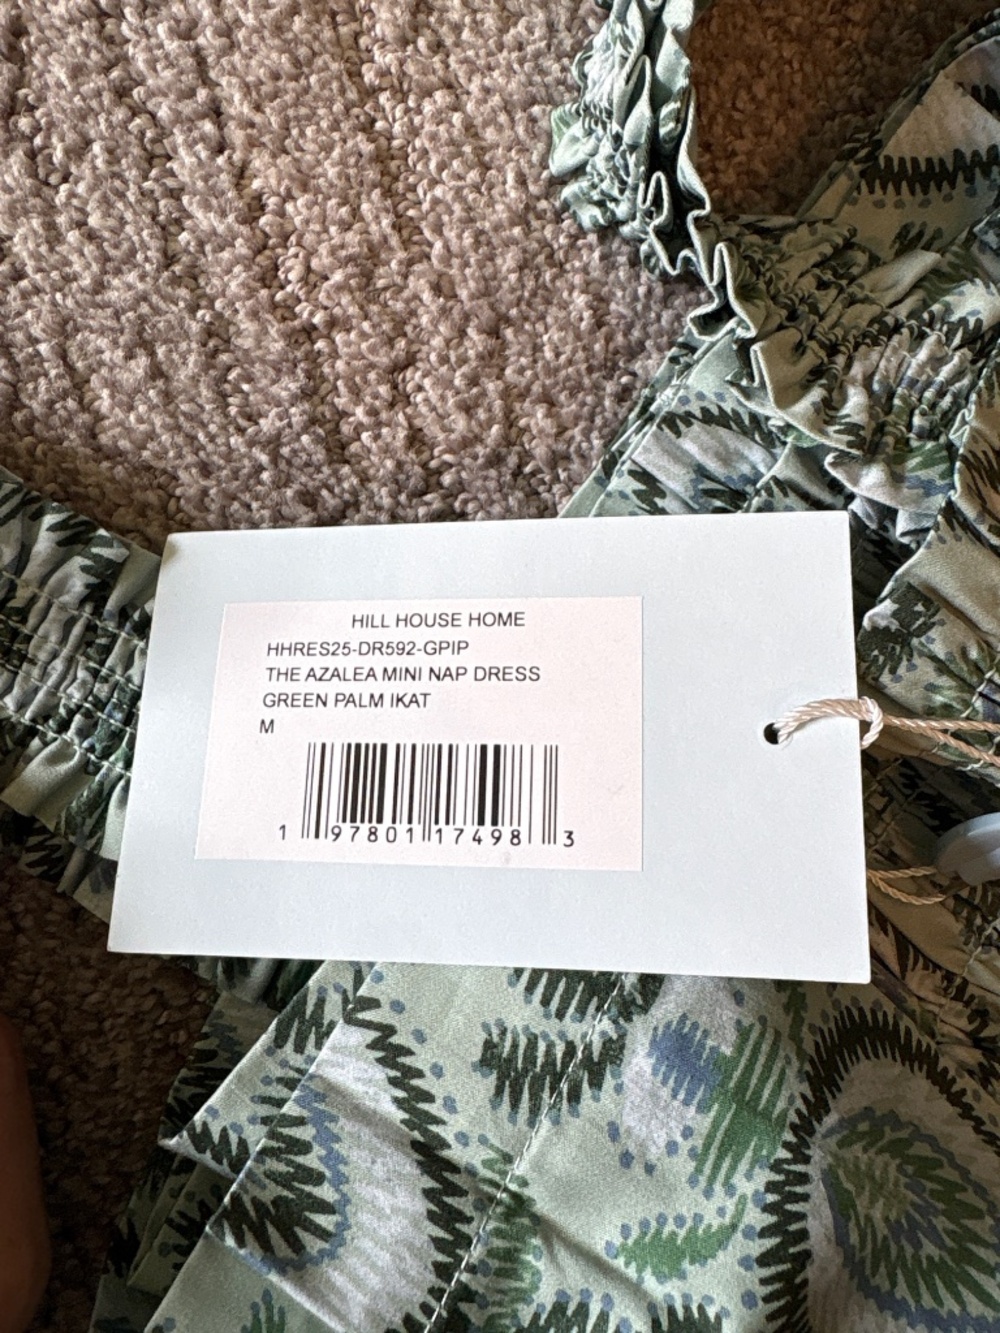 HILL HOUSE HOME
HHRES25-DR592-GPIP
THE AZALEA MINI NAP DRESS
GREEN PALM IKAT
M
1 97801 17498 3